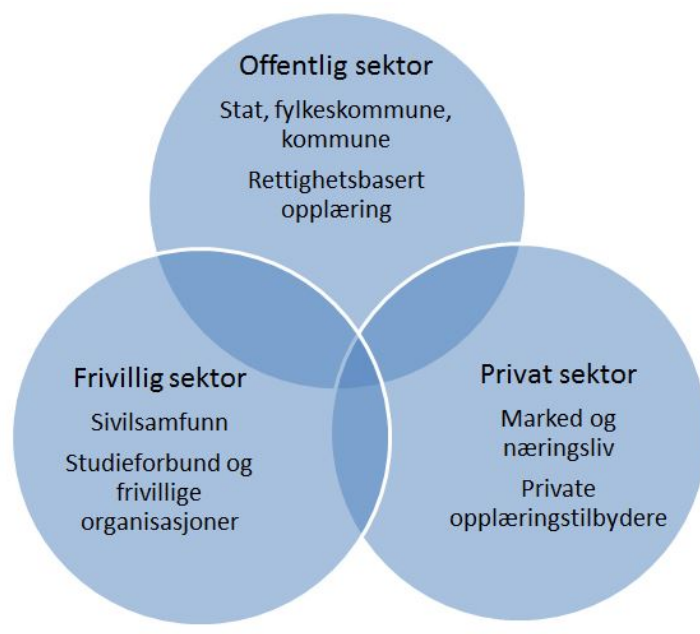 Offentlig sektor
Stat, fylkeskommune,
kommune
Rettighetsbasert
opplæring
Frivillig sektor
Sivilsamfunn
Studieforbund og
frivillige
organisasjoner
Privat sektor
Marked og
næringsliv
Private
opplæringstilbydere